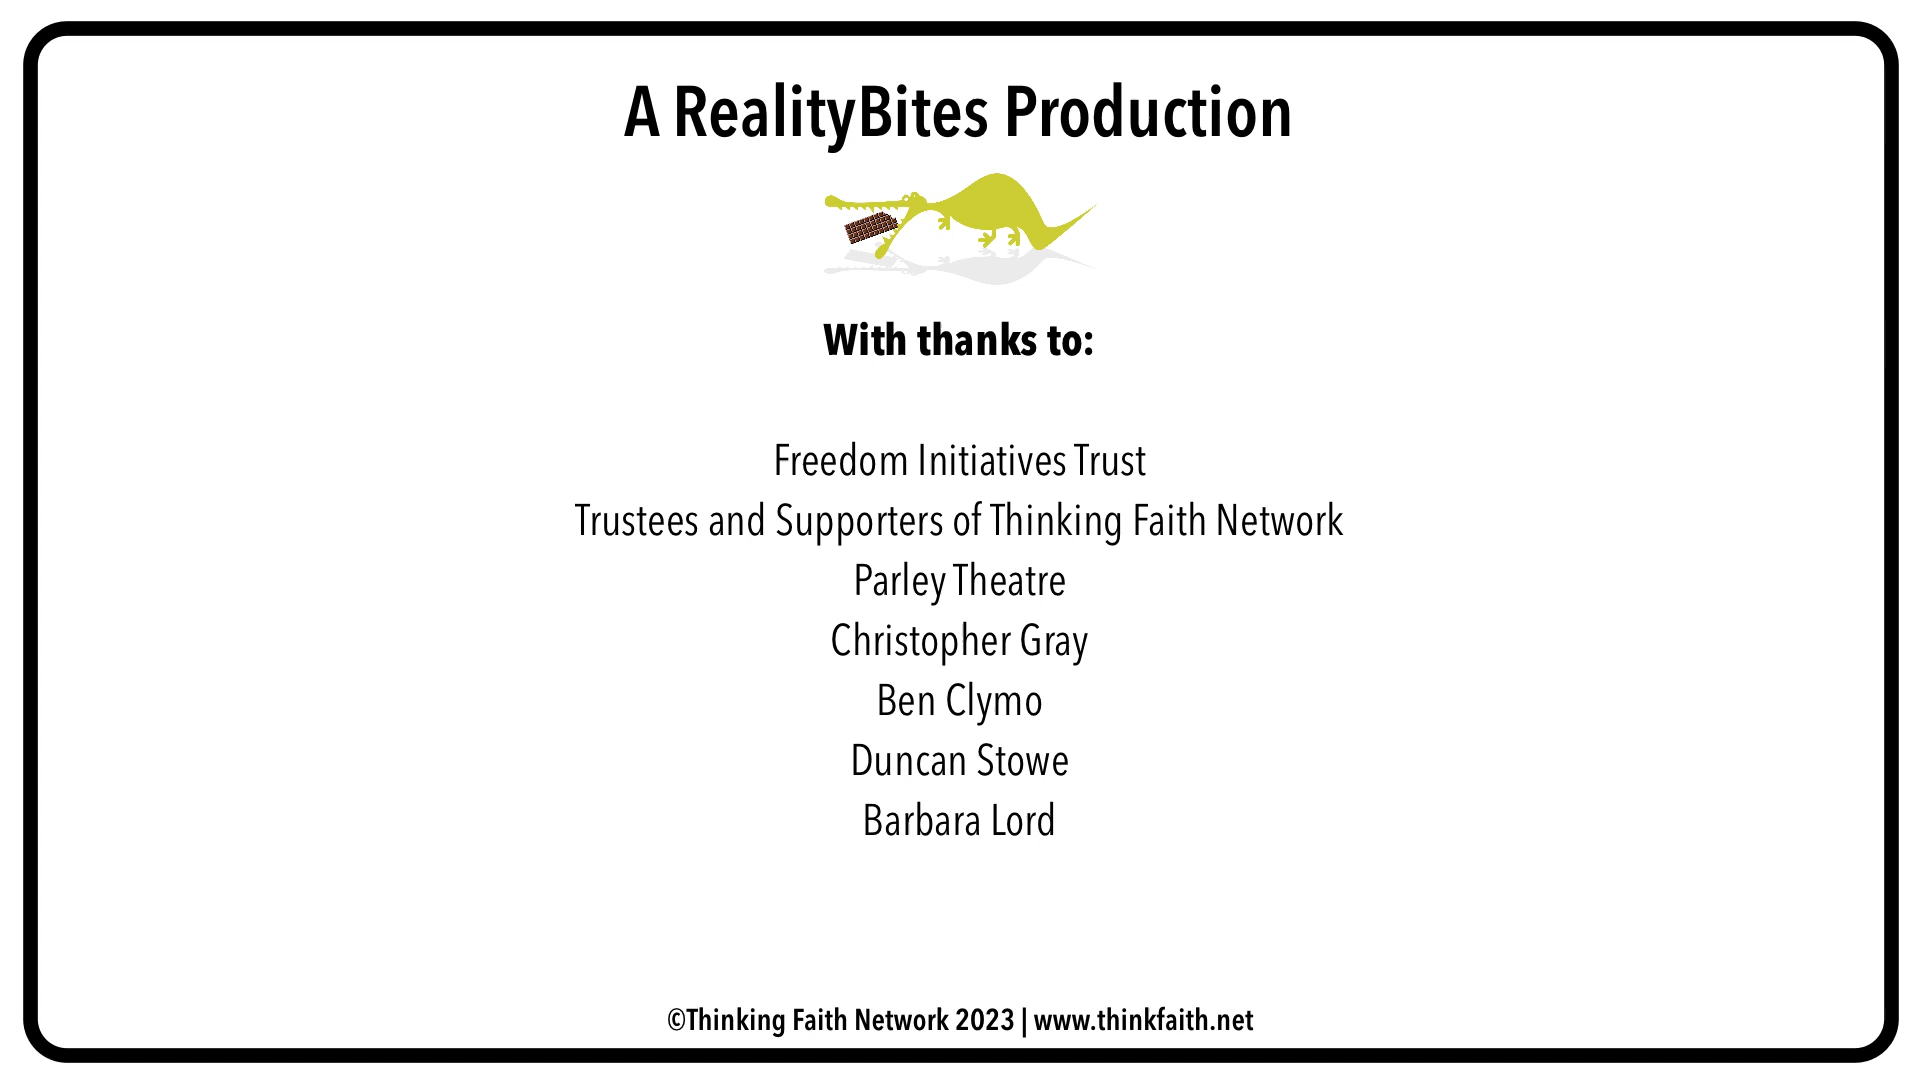 A RealityBites Production
With thanks to:
Freedom Initiatives Trust
Trustees and Supporters of Thinking Faith Network
Parley Theatre
Christopher Gray
Ben Clymo
Duncan Stowe
Barbara Lord
©Thinking Faith Network 2023 | www.thinkfaith.net